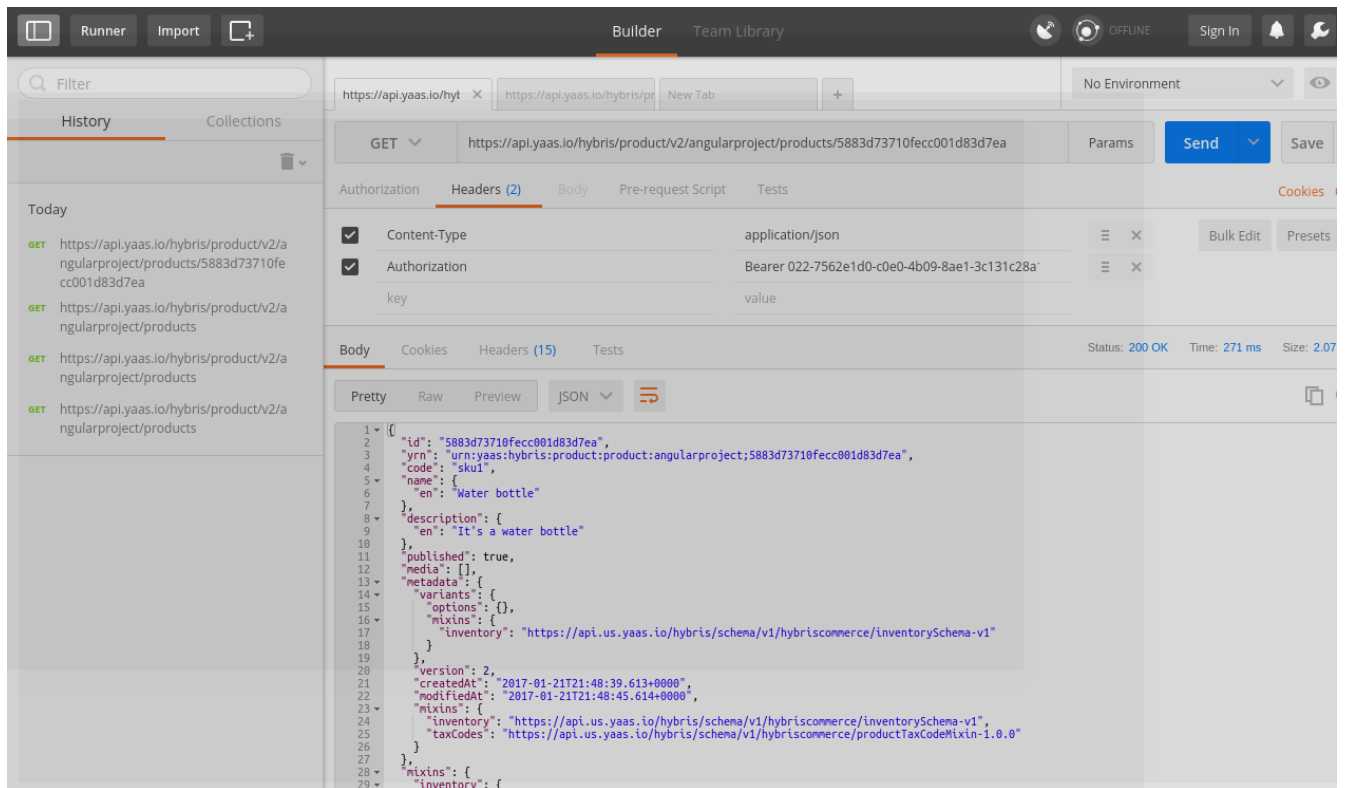 Runner Import Builder Team Library OFFLINE Sign In
Filter
https://api.yaas.io/hyt https://api.yaas.io/hybris/pr New Tab + No Environment
History Collections
GET https://api.yaas.io/hybris/product/v2/angularproject/products/5883d73710fecc001d83d7ea Params Send Save
Authorization Headers (2) Body Pre-request Script Tests Cookies
Today
GET https://api.yaas.io/hybris/product/v2/a
ngularproject/products/5883d73710fe
cc001d83d7ea
GET https://api.yaas.io/hybris/product/v2/a
ngularproject/products
GET https://api.yaas.io/hybris/product/v2/a
ngularproject/products
GET https://api.yaas.io/hybris/product/v2/a
ngularproject/products
Content-Type application/json Bulk Edit Presets
Authorization Bearer 022-7562e1d0-c0e0-4b09-8ae1-3c131c28a
key value
Body Cookies Headers (15) Tests Status: 200 OK Time: 271 ms Size: 2.07
Pretty Raw Preview JSON
1 {
2 "id": "5883d73710fecc001d83d7ea",
3 "yrn": "urn:yaas:hybris:product:product:angularproject;5883d73710fecc001d83d7ea",
4 "code": "sku1",
5 "name": {
6 "en": "Water bottle"
7 },
8 "description": {
9 "en": "It's a water bottle"
10 },
11 "published": true,
12 "media": [],
13 "metadata": {
14 "variants": {
15 "options": {},
16 "mixins": {
17 "inventory": "https://api.us.yaas.io/hybris/schema/v1/hybriscommerce/inventorySchema-v1"
18 }
19 },
20 "version": 2,
21 "createdAt": "2017-01-21T21:48:39.613+0000",
22 "modifiedAt": "2017-01-21T21:48:45.614+0000",
23 "mixins": {
24 "inventory": "https://api.us.yaas.io/hybris/schema/v1/hybriscommerce/inventorySchema-v1",
25 "taxCodes": "https://api.us.yaas.io/hybris/schema/v1/hybriscommerce/productTaxCodeMixin-1.0.0"
26 }
27 },
28 "mixins": {
29 "inventory": {